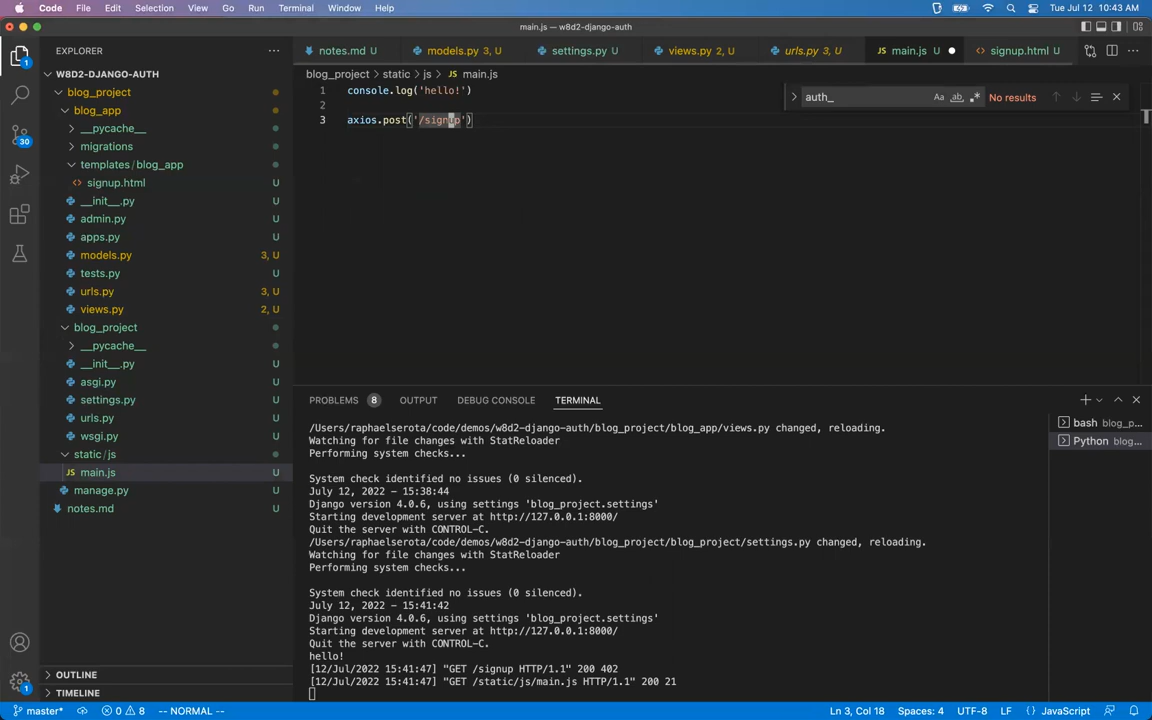 Code File Edit Selection View Go Run Terminal Window Help Tue Jul 12 10:43 AM
main.js — w8d2-django-auth
EXPLORER
notes.md U models.py 3, U settings.py U views.py 2, U urls.py 3, U main.js U signup.html U
W8D2-DJANGO-AUTH
blog_project > static > js > main.js
blog_project
blog_app
__pycache__
migrations
templates / blog_app
signup.html U
__init__.py U
admin.py U
apps.py U
models.py 3, U
tests.py U
urls.py 3, U
views.py 2, U
blog_project
__pycache__
__init__.py U
asgi.py U
settings.py U
urls.py U
wsgi.py U
static / js
main.js U
manage.py U
notes.md U
OUTLINE
TIMELINE
1 console.log('hello!')
2
3 axios.post('/signup')
auth_ Aa ab No results
PROBLEMS 8 OUTPUT DEBUG CONSOLE TERMINAL
bash blog_p...
Python blog...
/Users/raphaelserota/code/demos/w8d2-django-auth/blog_project/blog_app/views.py changed, reloading.
Watching for file changes with StatReloader
Performing system checks...
System check identified no issues (0 silenced).
July 12, 2022 - 15:38:44
Django version 4.0.6, using settings 'blog_project.settings'
Starting development server at http://127.0.0.1:8000/
Quit the server with CONTROL-C.
/Users/raphaelserota/code/demos/w8d2-django-auth/blog_project/blog_project/settings.py changed, reloading.
Watching for file changes with StatReloader
Performing system checks...
System check identified no issues (0 silenced).
July 12, 2022 - 15:41:42
Django version 4.0.6, using settings 'blog_project.settings'
Starting development server at http://127.0.0.1:8000/
Quit the server with CONTROL-C.
hello!
[12/Jul/2022 15:41:47] "GET /signup HTTP/1.1" 200 402
[12/Jul/2022 15:41:47] "GET /static/js/main.js HTTP/1.1" 200 21
1
30
1
master* 0 8 -- NORMAL -- Ln 3, Col 18 Spaces: 4 UTF-8 LF JavaScript